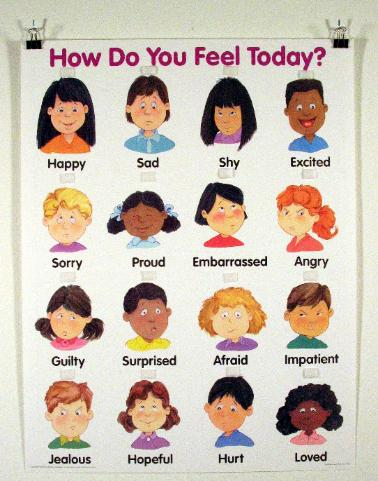 How Do You Feel Today?
Happy Sad Shy Excited
Sorry Proud Embarrassed Angry
Guilty Surprised Afraid Impatient
Jealous Hopeful Hurt Loved